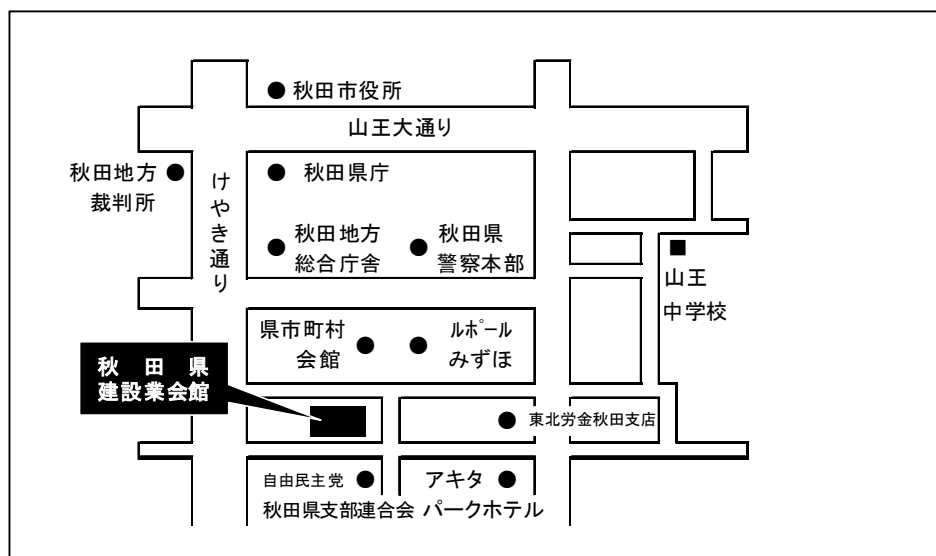 秋田市役所
山王大通り
秋田地方
裁判所
けやき通り
秋田県庁
秋田地方
総合庁舎
秋田県
警察本部
山王
中学校
県市町村
会館
ﾙﾎﾟｰﾙ
みずほ
秋田県
建設業会館
東北労金秋田支店
自由民主党
秋田県支部連合会
アキタ
パークホテル